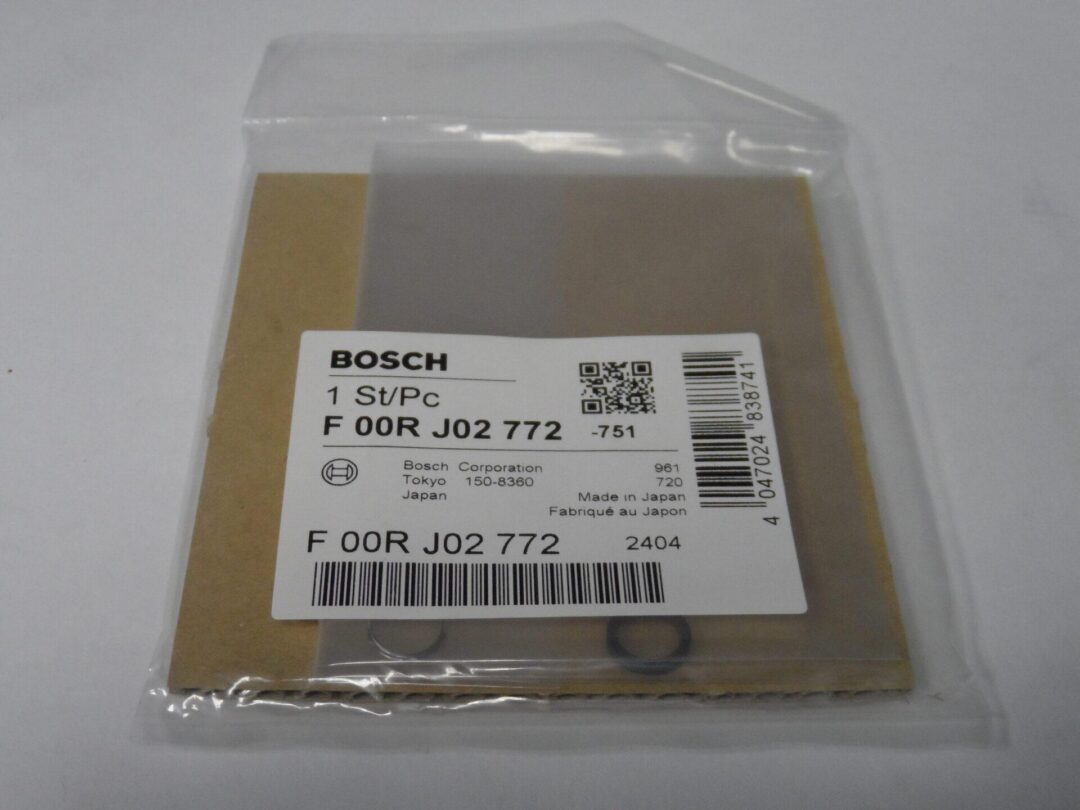 BOSCH
1 St/Pc
F 00R J02 772 -751
Bosch Corporation 961
Tokyo 150-8360 720
Japan Made in Japan
Fabriqué au Japon
F 00R J02 772 2404
4 047024 838741